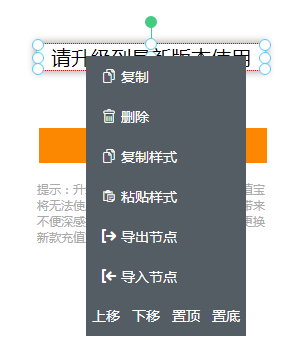 请升级到最新版本使用
复制
删除
复制样式
粘贴样式
导出节点
导入节点
上移 下移 置顶 置底
提示：升 值宝
将无法使 带来
不便深感 更换
新款充值